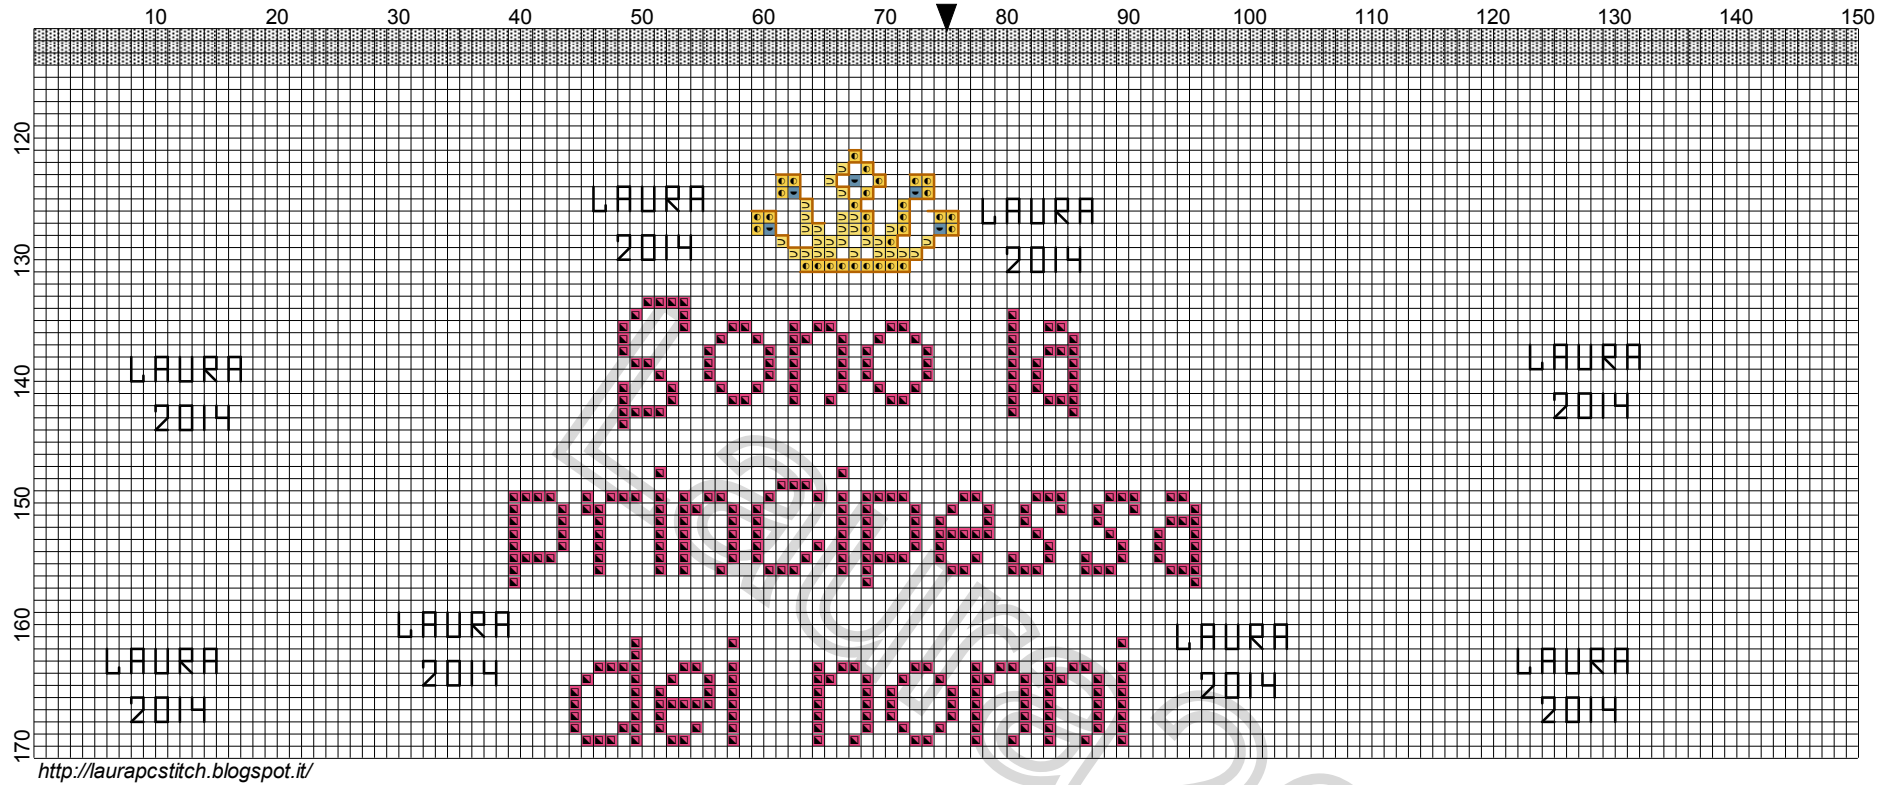 10 20 30 40 50 60 70 80 90 100 110 120 130 140 150
120
LAURA LAURA
2014 2014
130
Sono la
LAURA LAURA
140
2014 2014
150
principessa
160
LAURA LAURA
LAURA LAURA
2014 2014
2014 2014
dei nonni
170
http://laurapcstitch.blogspot.it/
Laura